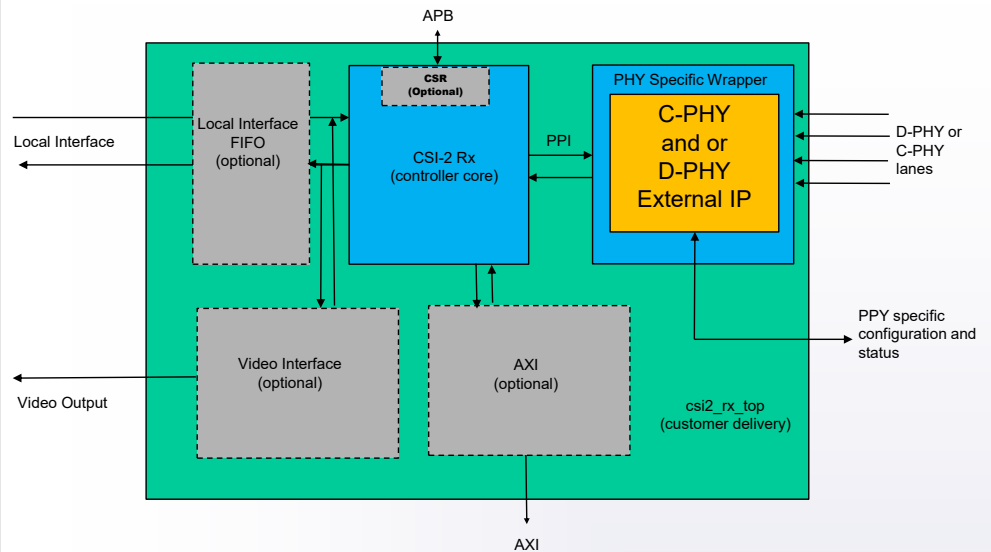 APB
CSR
(Optional)
PHY Specific Wrapper
Local Interface
FIFO
(optional)
Local Interface
CSI-2 Rx
(controller core)
PPI
C-PHY
and or
D-PHY
External IP
D-PHY or
C-PHY
lanes
PPY specific
configuration and
status
Video Interface
(optional)
AXI
(optional)
Video Output
csi2_rx_top
(customer delivery)
AXI